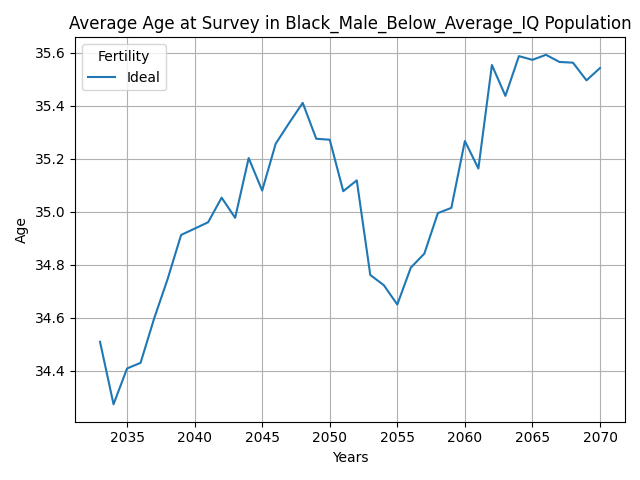 Average Age at Survey in Black_Male_Below_Average_IQ Population
Fertility
Ideal
Age
35.6
35.4
35.2
35.0
34.8
34.6
34.4
2035 2040 2045 2050 2055 2060 2065 2070
Years